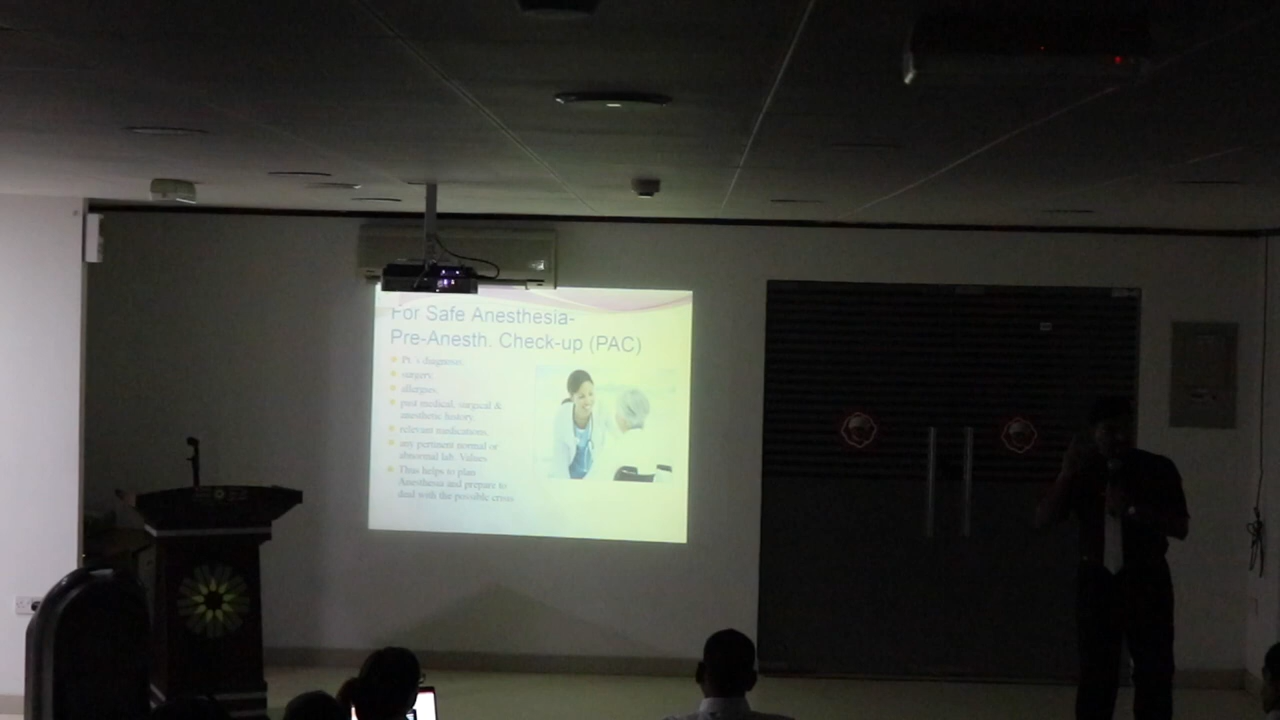 For Safe Anesthesia-
Pre-Anesth. Check-up (PAC)
Pt.'s diagnosis,
surgery
allergies,
past medical, surgical &
anesthetic history
relevant medications,
any pertinent normal or
abnormal lab. Values
Thus helps to plan
Anesthesia and prepare to
deal with the possible crisis